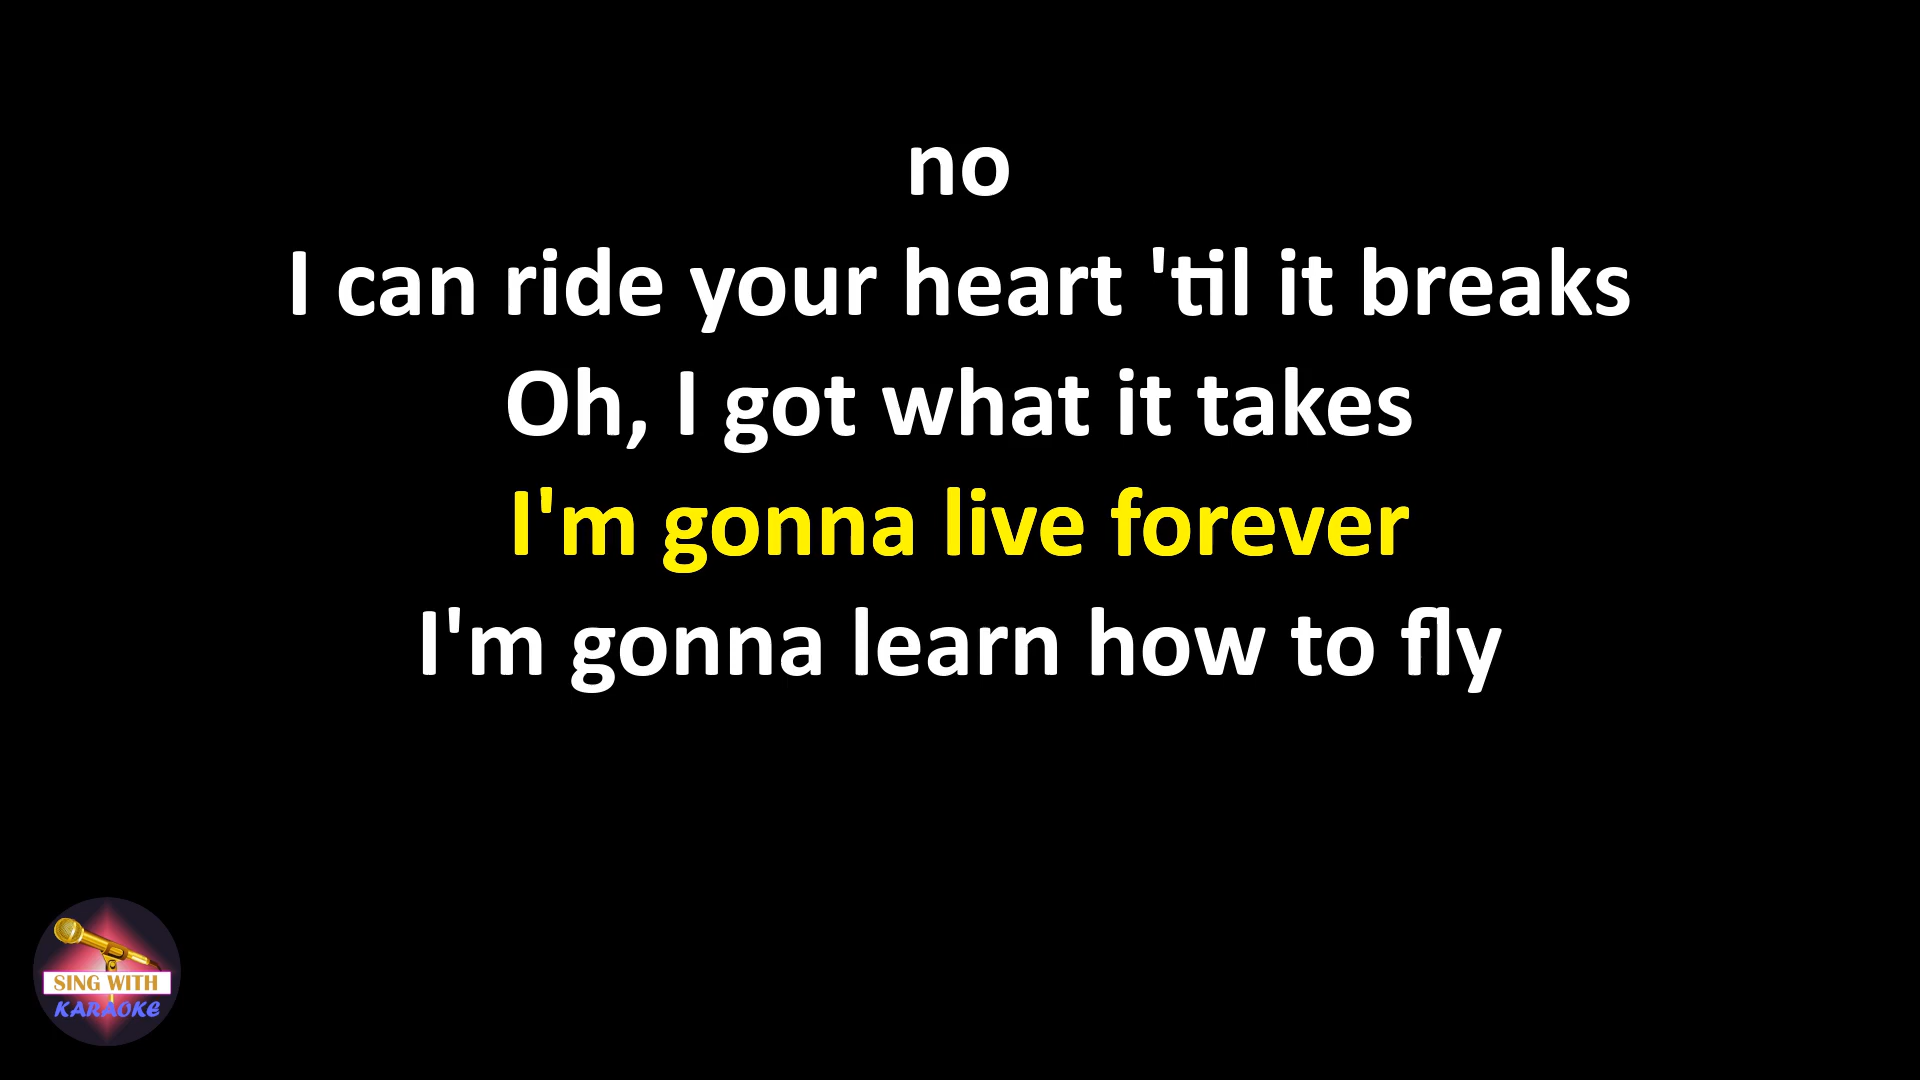 no
I can ride your heart 'til it breaks
Oh, I got what it takes
I'm gonna live forever
I'm gonna learn how to fly
SING WITH
KARAOKE